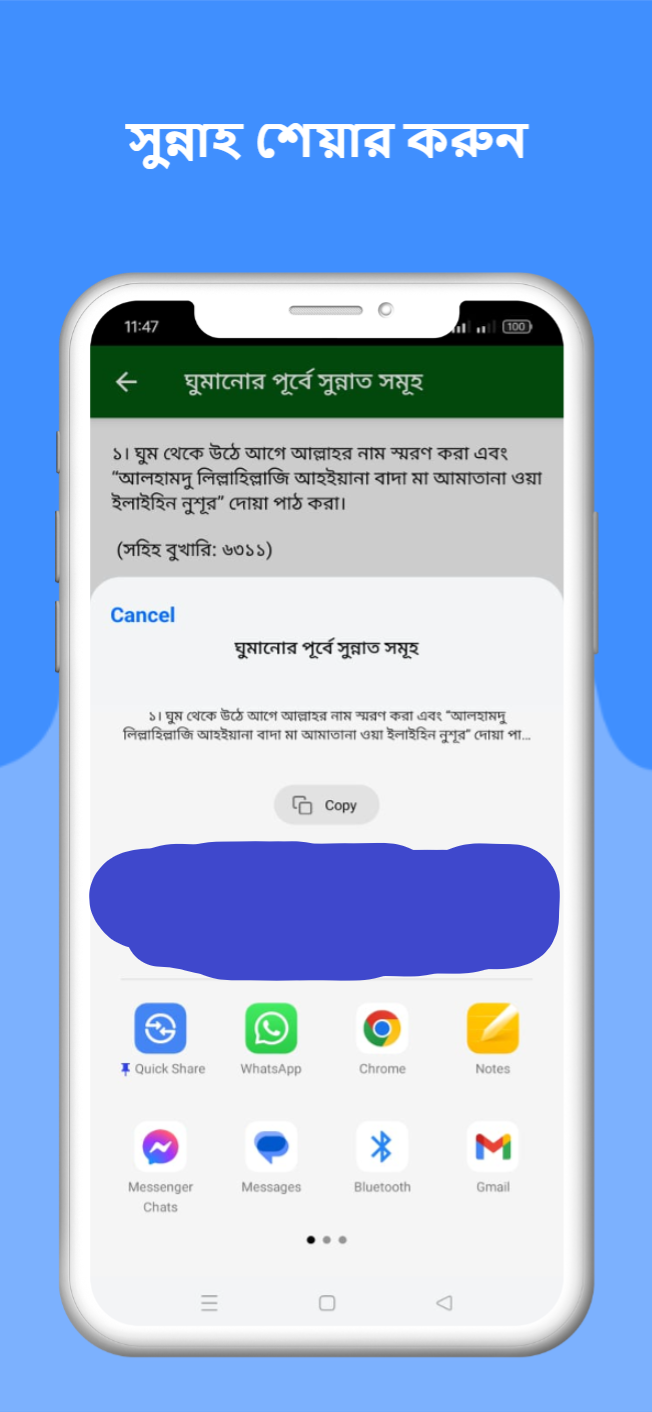 সুন্নাহ শেয়ার করুন
11:47
100
ঘুমানোর পূর্বে সুন্নাত সমূহ
১। ঘুম থেকে উঠে আগে আল্লাহর নাম স্মরণ করা এবং
“আলহামদু লিল্লাহিল্লাজি আহইয়ানা বাদা মা আমাতানা ওয়া
ইলাইহিন নুশূর” দোয়া পাঠ করা।
(সহিহ বুখারি: ৬৩১১)
Cancel
ঘুমানোর পূর্বে সুন্নাত সমূহ
১। ঘুম থেকে উঠে আগে আল্লাহর নাম স্মরণ করা এবং “আলহামদু
লিল্লাহিল্লাজি আহইয়ানা বাদা মা আমাতানা ওয়া ইলাইহিন নুশূর” দোয়া পা...
Copy
Quick Share
WhatsApp
Chrome
Notes
Messenger
Chats
Messages
Bluetooth
Gmail